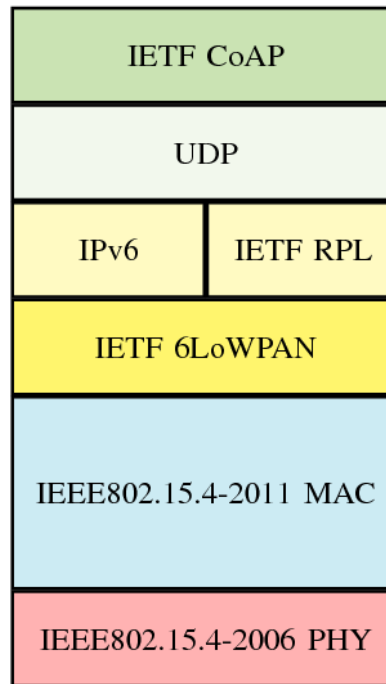 IETF CoAP
UDP
IPv6
IETF RPL
IETF 6LoWPAN
IEEE802.15.4-2011 MAC
IEEE802.15.4-2006 PHY